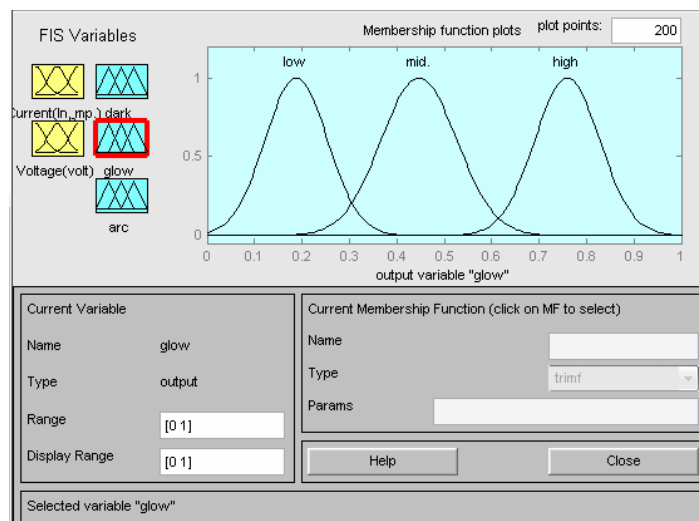 FIS Variables
Membership function plots
plot points:
200
low
mid.
high
1
0.5
0
0 0.1 0.2 0.3 0.4 0.5 0.6 0.7 0.8 0.9 1
output variable "glow"
dark
Voltage(volt)
glow
arc
Current Variable
Name glow
Type output
Range [0 1]
Display Range [0 1]
Current Membership Function (click on MF to select)
Name
Type trimf
Params
Help
Close
Selected variable "glow"